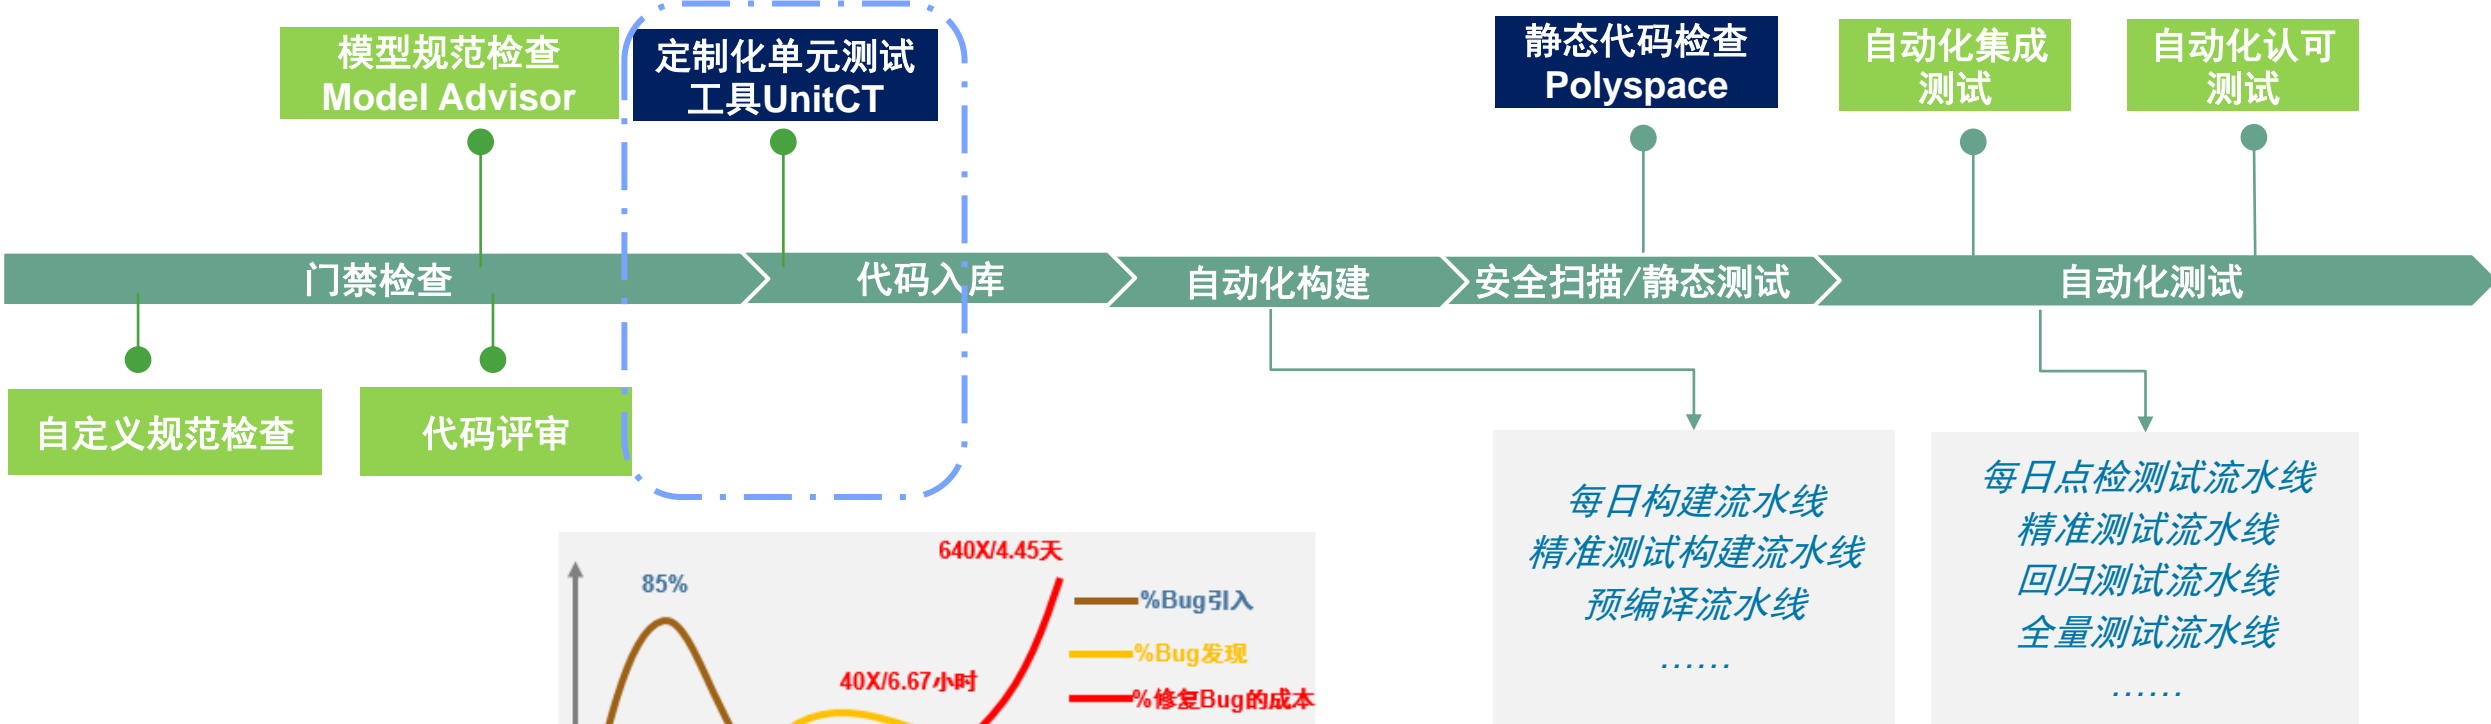 模型规范检查
Model Advisor
定制化单元测试
工具UnitCT
静态代码检查
Polyspace
自动化集成
测试
自动化认可
测试
门禁检查
代码入库
自动化构建
安全扫描/静态测试
自动化测试
自定义规范检查
代码评审
每日构建流水线
精准测试构建流水线
预编译流水线
......
每日点检测试流水线
精准测试流水线
回归测试流水线
全量测试流水线
......
640X/4.45天
85%
%Bug引入
%Bug发现
40X/6.67小时
%修复Bug的成本